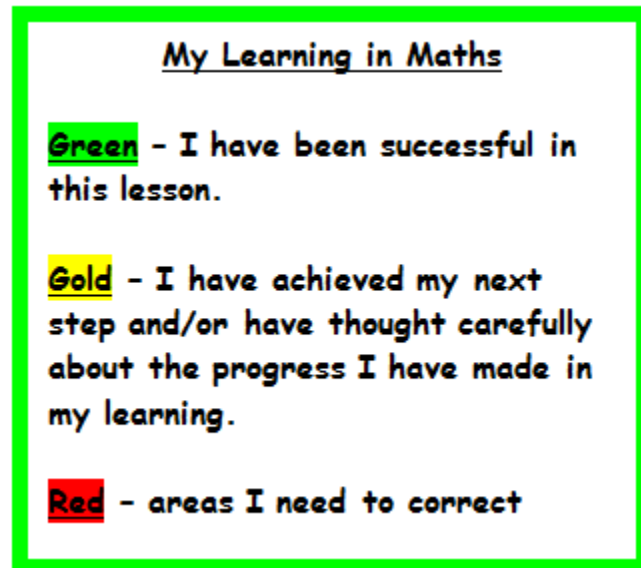 My Learning in Maths
Green – I have been successful in
this lesson.
Gold – I have achieved my next
step and/or have thought carefully
about the progress I have made in
my learning.
Red – areas I need to correct